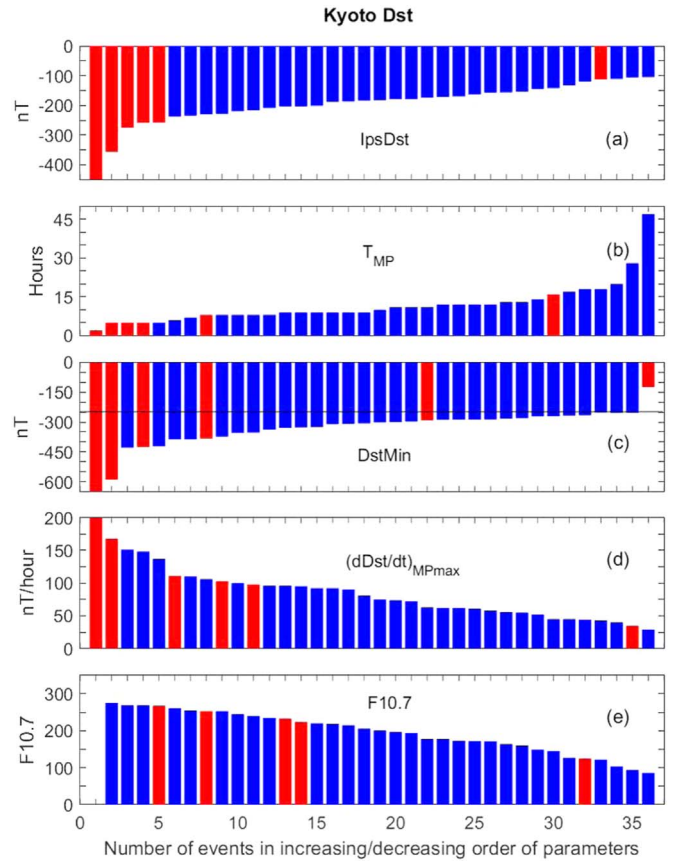 Kyoto Dst
0
-100
-200
-300
-400
nT
IpsDst
(a)
45
30
15
0
Hours
T_MP
(b)
0
-150
-300
-450
-600
nT
DstMin
(c)
200
150
100
50
0
nT/hour
(dDst/dt)_MPmax
(d)
300
200
100
0
F10.7
F10.7
(e)
0 5 10 15 20 25 30 35
Number of events in increasing/decreasing order of parameters